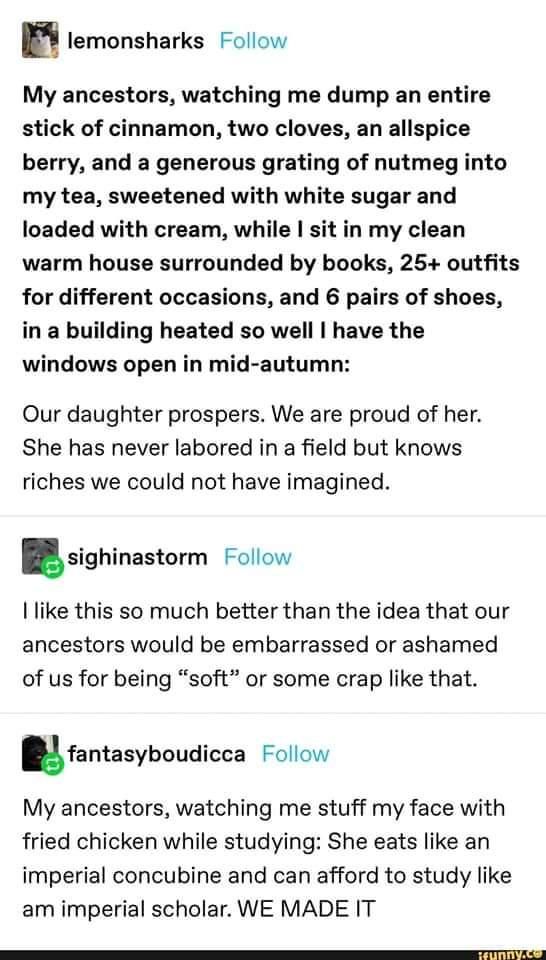 lemonsharks Follow
My ancestors, watching me dump an entire
stick of cinnamon, two cloves, an allspice
berry, and a generous grating of nutmeg into
my tea, sweetened with white sugar and
loaded with cream, while I sit in my clean
warm house surrounded by books, 25+ outfits
for different occasions, and 6 pairs of shoes,
in a building heated so well I have the
windows open in mid-autumn:
Our daughter prospers. We are proud of her.
She has never labored in a field but knows
riches we could not have imagined.
sighinastorm Follow
I like this so much better than the idea that our
ancestors would be embarrassed or ashamed
of us for being “soft” or some crap like that.
fantasyboudicca Follow
My ancestors, watching me stuff my face with
fried chicken while studying: She eats like an
imperial concubine and can afford to study like
am imperial scholar. WE MADE IT
ifunny.co